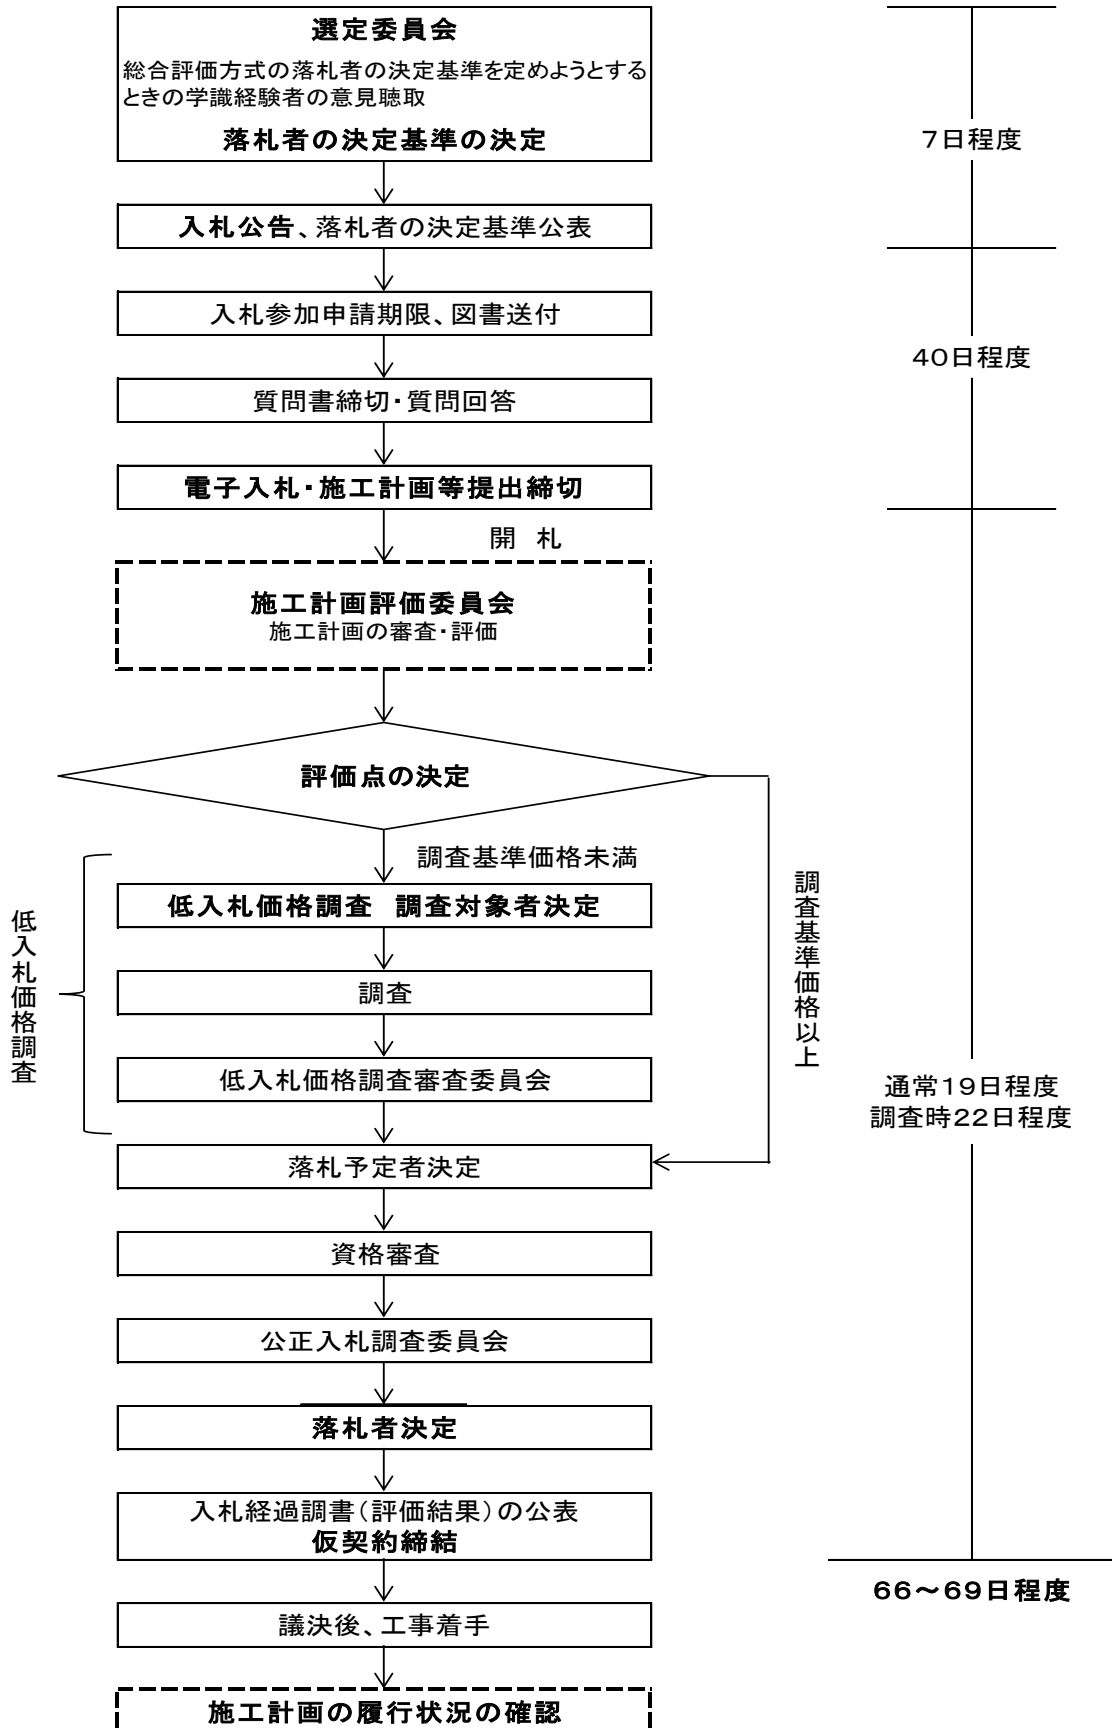 選定委員会
総合評価方式の落札者の決定基準を定めようとする
ときの学識経験者の意見聴取
落札者の決定基準の決定
7日程度
入札公告、落札者の決定基準公表
入札参加申請期限、図書送付
40日程度
質問書締切・質問回答
電子入札・施工計画等提出締切
開 札
施工計画評価委員会
施工計画の審査・評価
評価点の決定
調査基準価格未満
調査基準価格以上
低入札価格調査
低入札価格調査 調査対象者決定
調査
低入札価格調査審査委員会
通常19日程度
調査時22日程度
落札予定者決定
資格審査
公正入札調査委員会
落札者決定
入札経過調書(評価結果)の公表
仮契約締結
66～69日程度
議決後、工事着手
施工計画の履行状況の確認